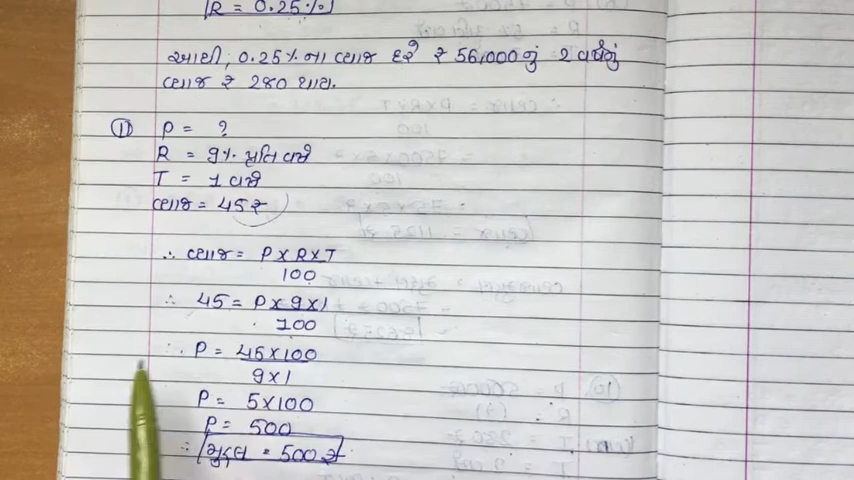 R = 0.25%
આથી, 0.25% ના વ્યાજ દરે ₹ 56,000 નું 2 વર્ષનું
વ્યાજ ₹ 280 થાય.
11 P = ?
R = 9% પ્રતિ વર્ષે
T = 1 વર્ષ
વ્યાજ = 45 ₹
∴ વ્યાજ = P X R X T
100
∴ 45 = P X 9 X 1
100
∴ P = 45 X 100
9 X 1
P = 5 X 100
P = 500
∴ મુદ્દલ = 500 ₹